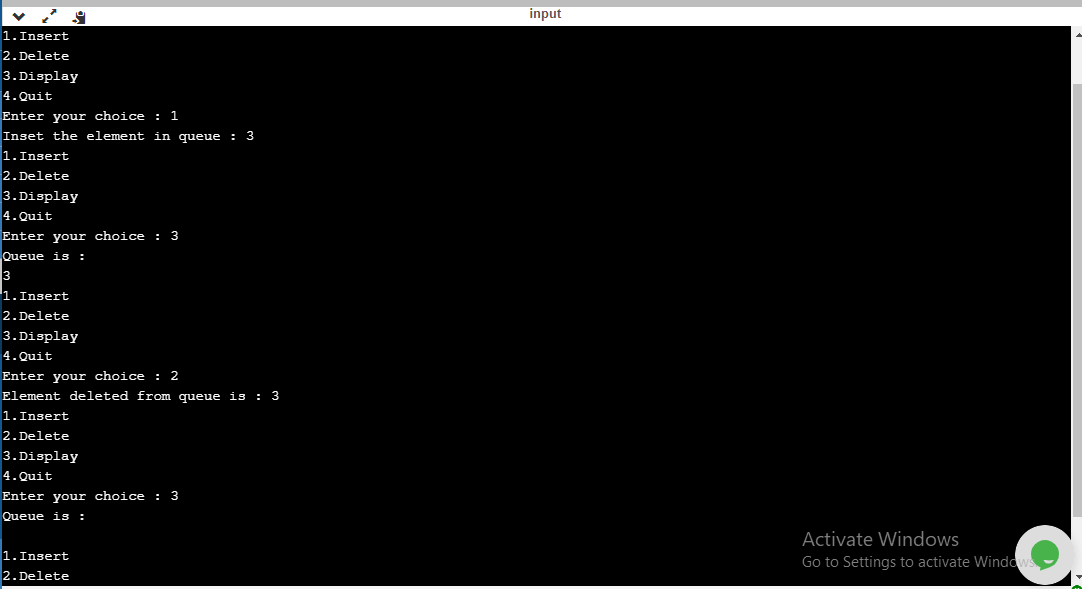 input
1.Insert
2.Delete
3.Display
4.Quit
Enter your choice : 1
Inset the element in queue : 3
1.Insert
2.Delete
3.Display
4.Quit
Enter your choice : 3
Queue is :
3
1.Insert
2.Delete
3.Display
4.Quit
Enter your choice : 2
Element deleted from queue is : 3
1.Insert
2.Delete
3.Display
4.Quit
Enter your choice : 3
Queue is :
1.Insert
2.Delete
Activate Windows
Go to Settings to activate Windows